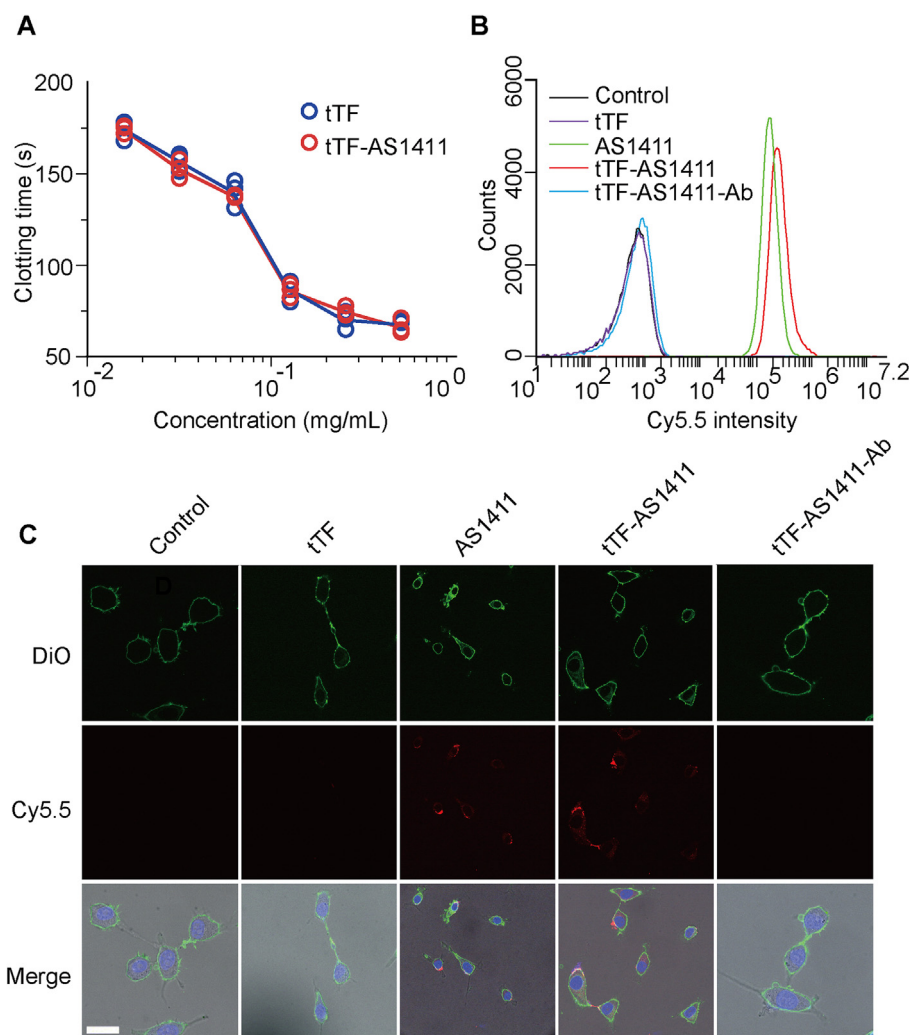 A
200
150
100
50
10-2
10-1
100
Clotting time (s)
Concentration (mg/mL)
tTF
tTF-AS1411
B
6000
4000
2000
0
Counts
Control
tTF
AS1411
tTF-AS1411
tTF-AS1411-Ab
101
102
103
104
105
106
107.2
Cy5.5 intensity
C
Control
tTF
AS1411
tTF-AS1411
tTF-AS1411-Ab
D
DiO
Cy5.5
Merge